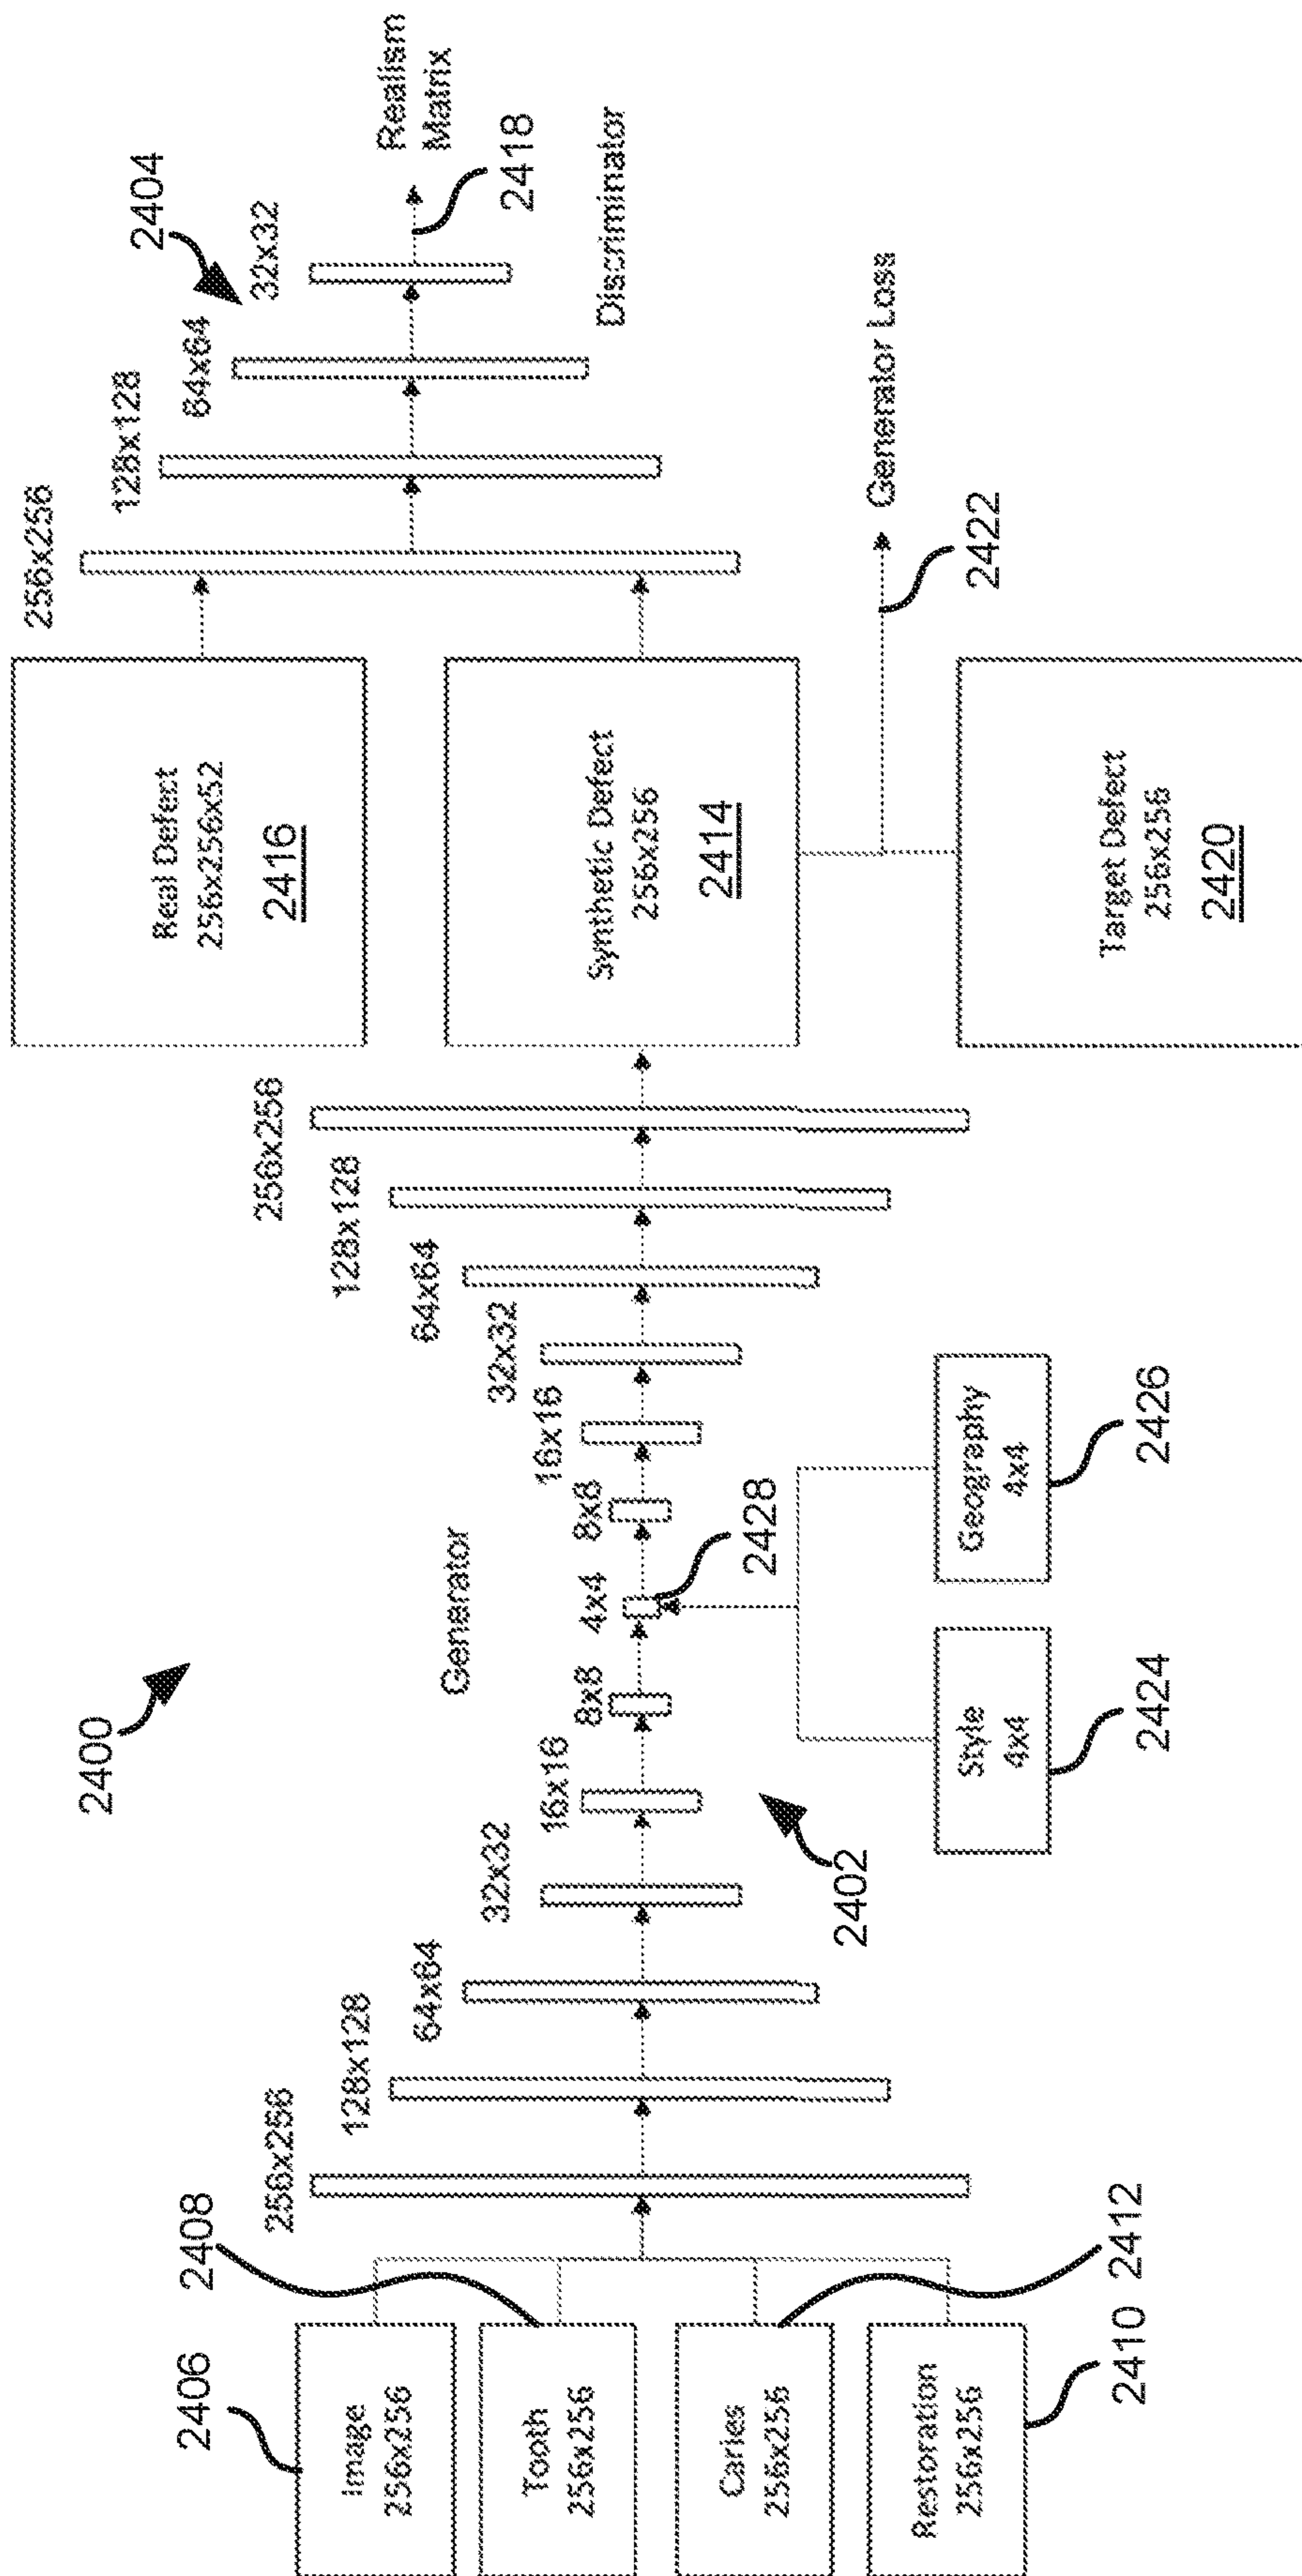 2400
Generator
2406
Image
256x256
2408
Tooth
256x256
Caries
256x256
2412
Restoration
256x256
2410
256x256
128x128
64x64
32x32
16x16
8x8
4x4
8x8
16x16
32x32
64x64
128x128
256x256
2402
2428
Style
4x4
2424
Geography
4x4
2426
Real Defect
256x256x52
2416
Synthetic Defect
256x256
2414
Target Defect
256x256
2420
256x256
128x128
64x64
32x32
2404
Realism
Matrix
2418
Discriminator
Generator Loss
2422